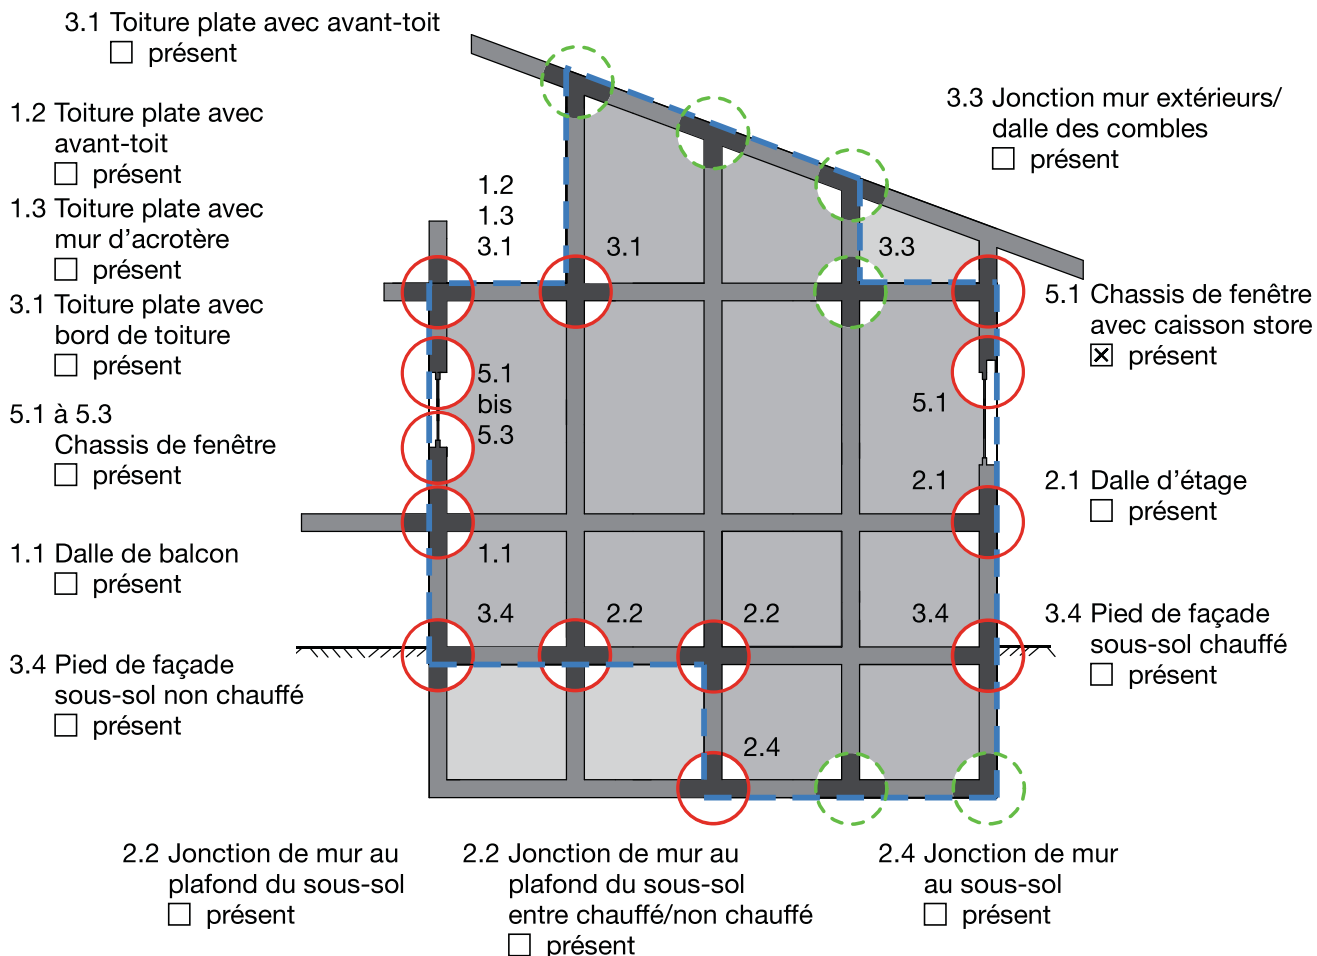 3.1 Toiture plate avec avant-toit
présent
1.2 Toiture plate avec
avant-toit
présent
1.3 Toiture plate avec
mur d'acrotère
présent
3.1 Toiture plate avec
bord de toiture
présent
5.1 à 5.3
Chassis de fenêtre
présent
1.1 Dalle de balcon
présent
3.4 Pied de façade
sous-sol non chauffé
présent
1.2
1.3
3.1
3.1
3.3
5.1
bis
5.3
5.1
2.1
1.1
3.4
2.2
2.2
3.4
2.4
3.3 Jonction mur extérieurs/
dalle des combles
présent
5.1 Chassis de fenêtre
avec caisson store
présent
2.1 Dalle d'étage
présent
3.4 Pied de façade
sous-sol chauffé
présent
2.2 Jonction de mur au
plafond du sous-sol
présent
2.2 Jonction de mur au
plafond du sous-sol
entre chauffé/non chauffé
présent
2.4 Jonction de mur
au sous-sol
présent